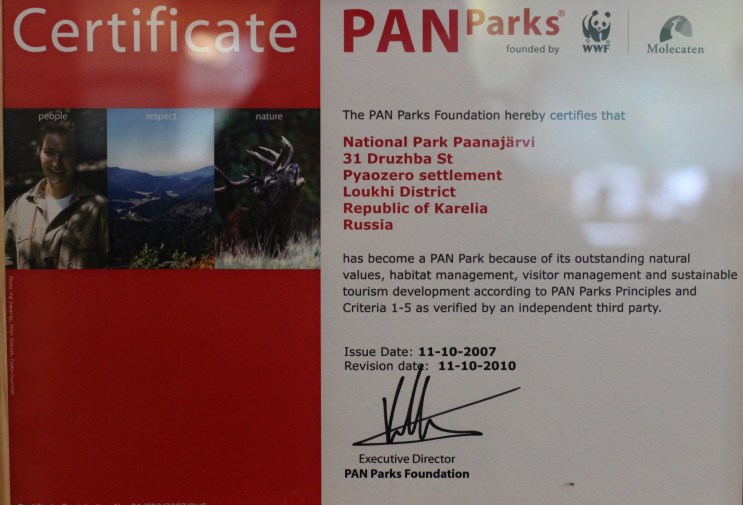 Certificate
PAN Parks®
founded by
WWF
Molecaten
people
respect
nature
The PAN Parks Foundation hereby certifies that
National Park Paanajärvi
31 Druzhba St
Pyaozero settlement
Loukhi District
Republic of Karelia
Russia
has become a PAN Park because of its outstanding natural
values, habitat management, visitor management and sustainable
tourism development according to PAN Parks Principles and
Criteria 1-5 as verified by an independent third party.
Issue Date: 11-10-2007
Revision date: 11-10-2010
Executive Director
PAN Parks Foundation